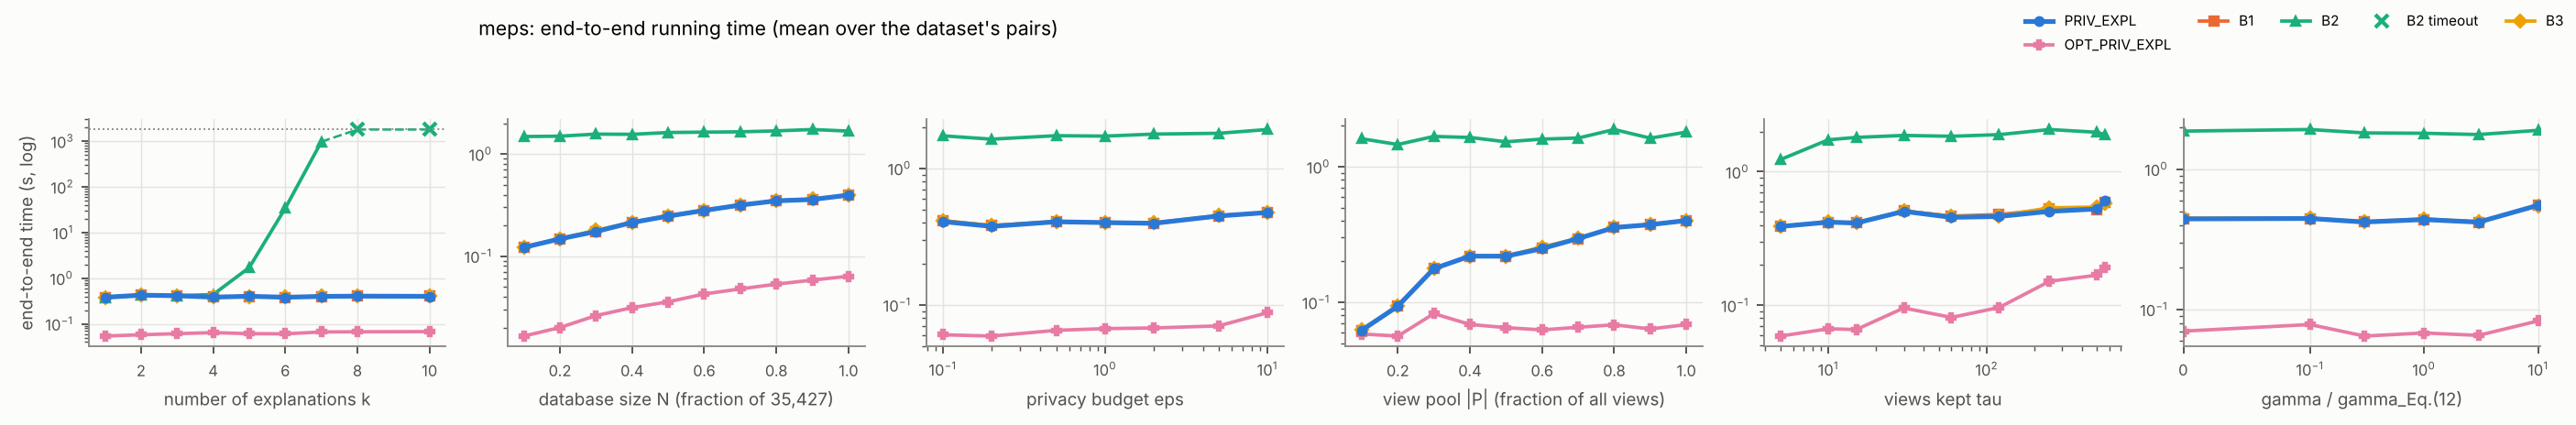 meps: end-to-end running time (mean over the dataset's pairs)
PRIV_EXPL
B1
B2
B2 timeout
B3
OPT_PRIV_EXPL
end-to-end time (s, log)
10³
10²
10¹
10⁰
10⁻¹
2
4
6
8
10
number of explanations k
10⁰
10⁻¹
0.2
0.4
0.6
0.8
1.0
database size N (fraction of 35,427)
10⁰
10⁻¹
10⁻¹
10⁰
10¹
privacy budget eps
10⁰
10⁻¹
0.2
0.4
0.6
0.8
1.0
view pool |P| (fraction of all views)
10⁰
10⁻¹
10¹
10²
views kept tau
10⁰
10⁻¹
0
10⁻¹
10⁰
10¹
gamma / gamma_Eq.(12)